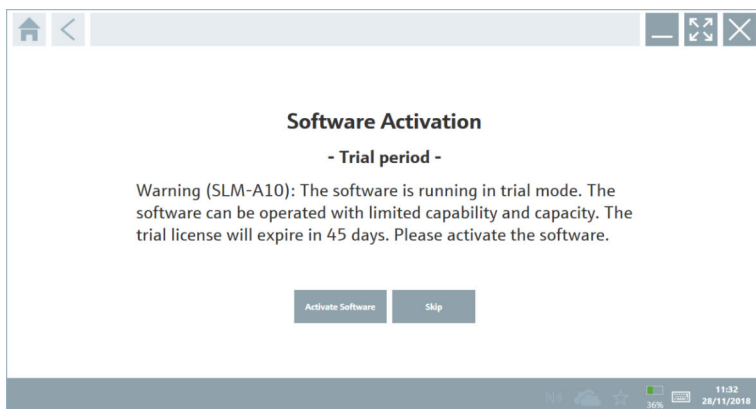 Software Activation
- Trial period -
Warning (SLM-A10): The software is running in trial mode. The
software can be operated with limited capability and capacity. The
trial license will expire in 45 days. Please activate the software.
Activate Software
Skip
11:32
36%
28/11/2018